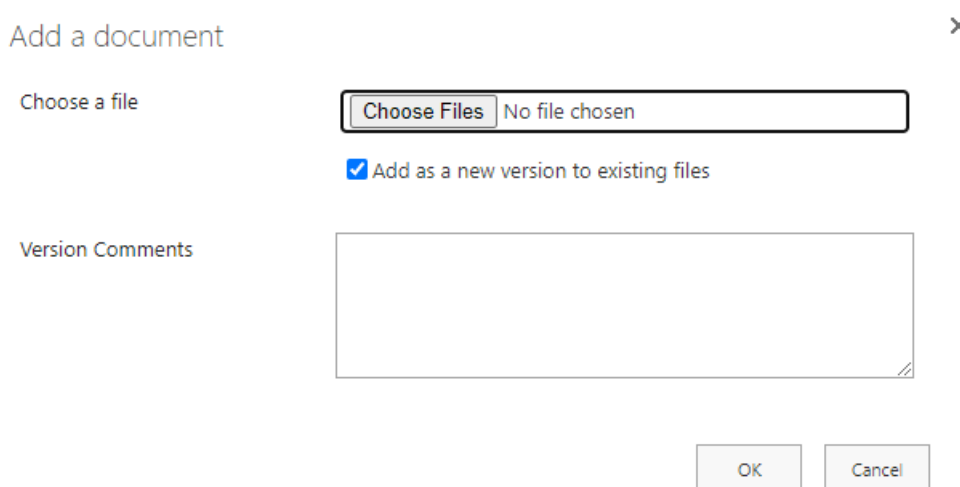 Add a document
Choose a file
Choose Files No file chosen
Add as a new version to existing files
Version Comments
OK Cancel